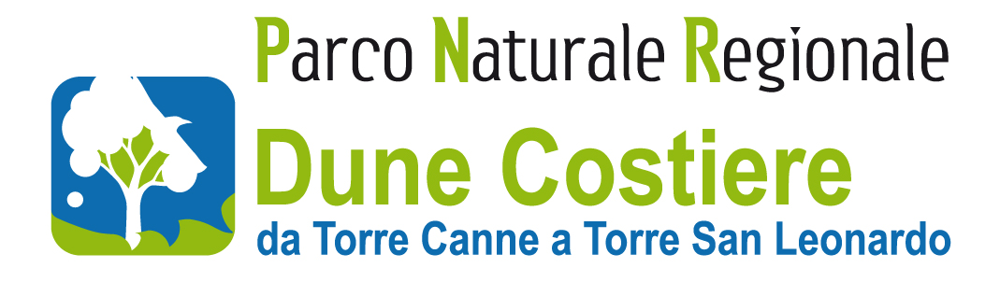 Parco Naturale Regionale
Dune Costiere
da Torre Canne a Torre San Leonardo